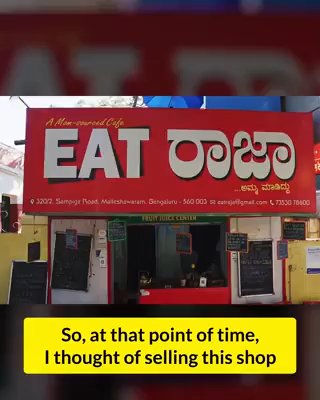 A Mom-sourced Cafe
EAT ರಾಜಾ
...ಅಮ್ಮ ಮಾಡಿದ್ದು
320/2, Sampige Road, Malleshawaram, Bengaluru - 560 003
FRUIT JUICE CENTER
So, at that point of time,
I thought of selling this shop